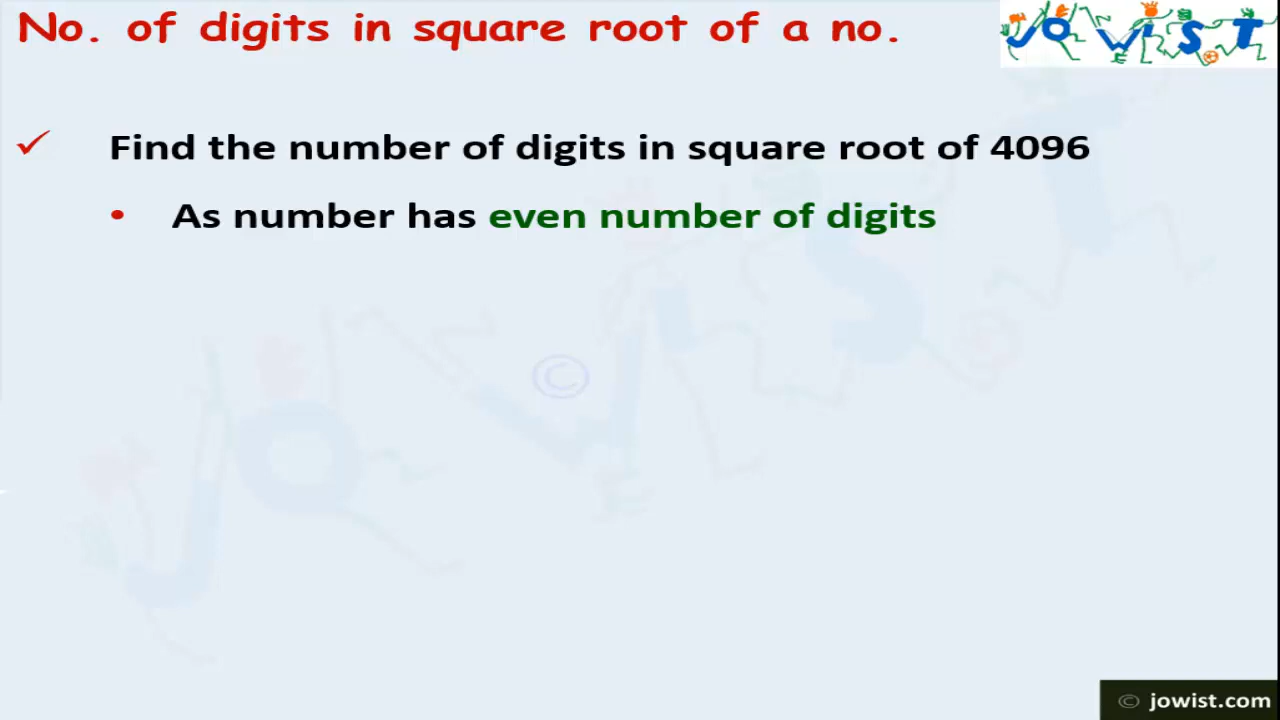 No. of digits in square root of a no.
JOWIST
✓ Find the number of digits in square root of 4096
• As number has even number of digits
©
© jowist.com